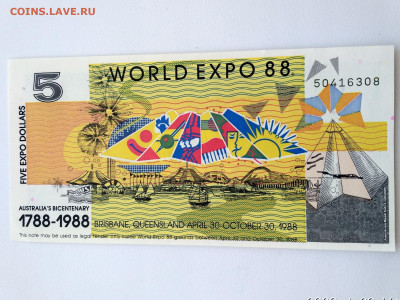 COINS.LAVE.RU
5
WORLD EXPO 88.
50416308
FIVE EXPO DOLLARS
AUSTRALIA'S BICENTENARY
1788-1988
BRISBANE, QUEENSLAND APRIL 30-OCTOBER 30, 1988
This note may be used as legal tender only
World Expo 88 grounds between April 30 and October 30, 1988